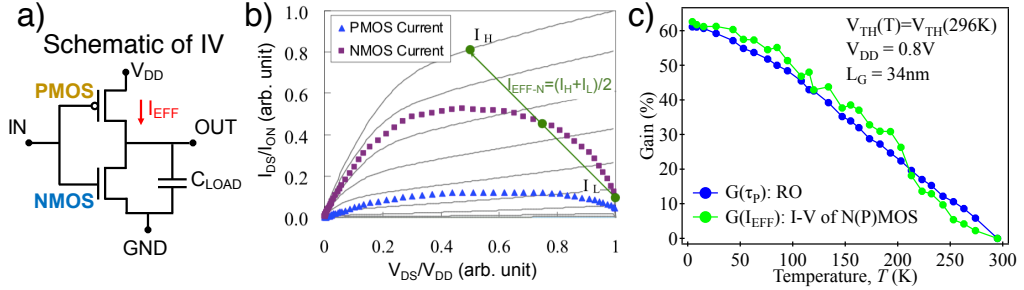 a)
Schematic of IV
V_DD
PMOS
I_EFF
IN
OUT
NMOS
C_LOAD
GND
b)
I_DS/I_ON (arb. unit)
1.0
0.8
0.6
0.4
0.2
0.0
PMOS Current
NMOS Current
I_H
I_EFF-N=(I_H+I_L)/2
I_L
0
0.2
0.4
0.6
0.8
1
V_DS/V_DD (arb. unit)
c)
Gain (%)
60
50
40
30
20
10
0
V_TH(T)=V_TH(296K)
V_DD = 0.8V
L_G = 34nm
G(τ_P): RO
G(I_EFF): I-V of N(P)MOS
0
50
100
150
200
250
300
Temperature, T (K)